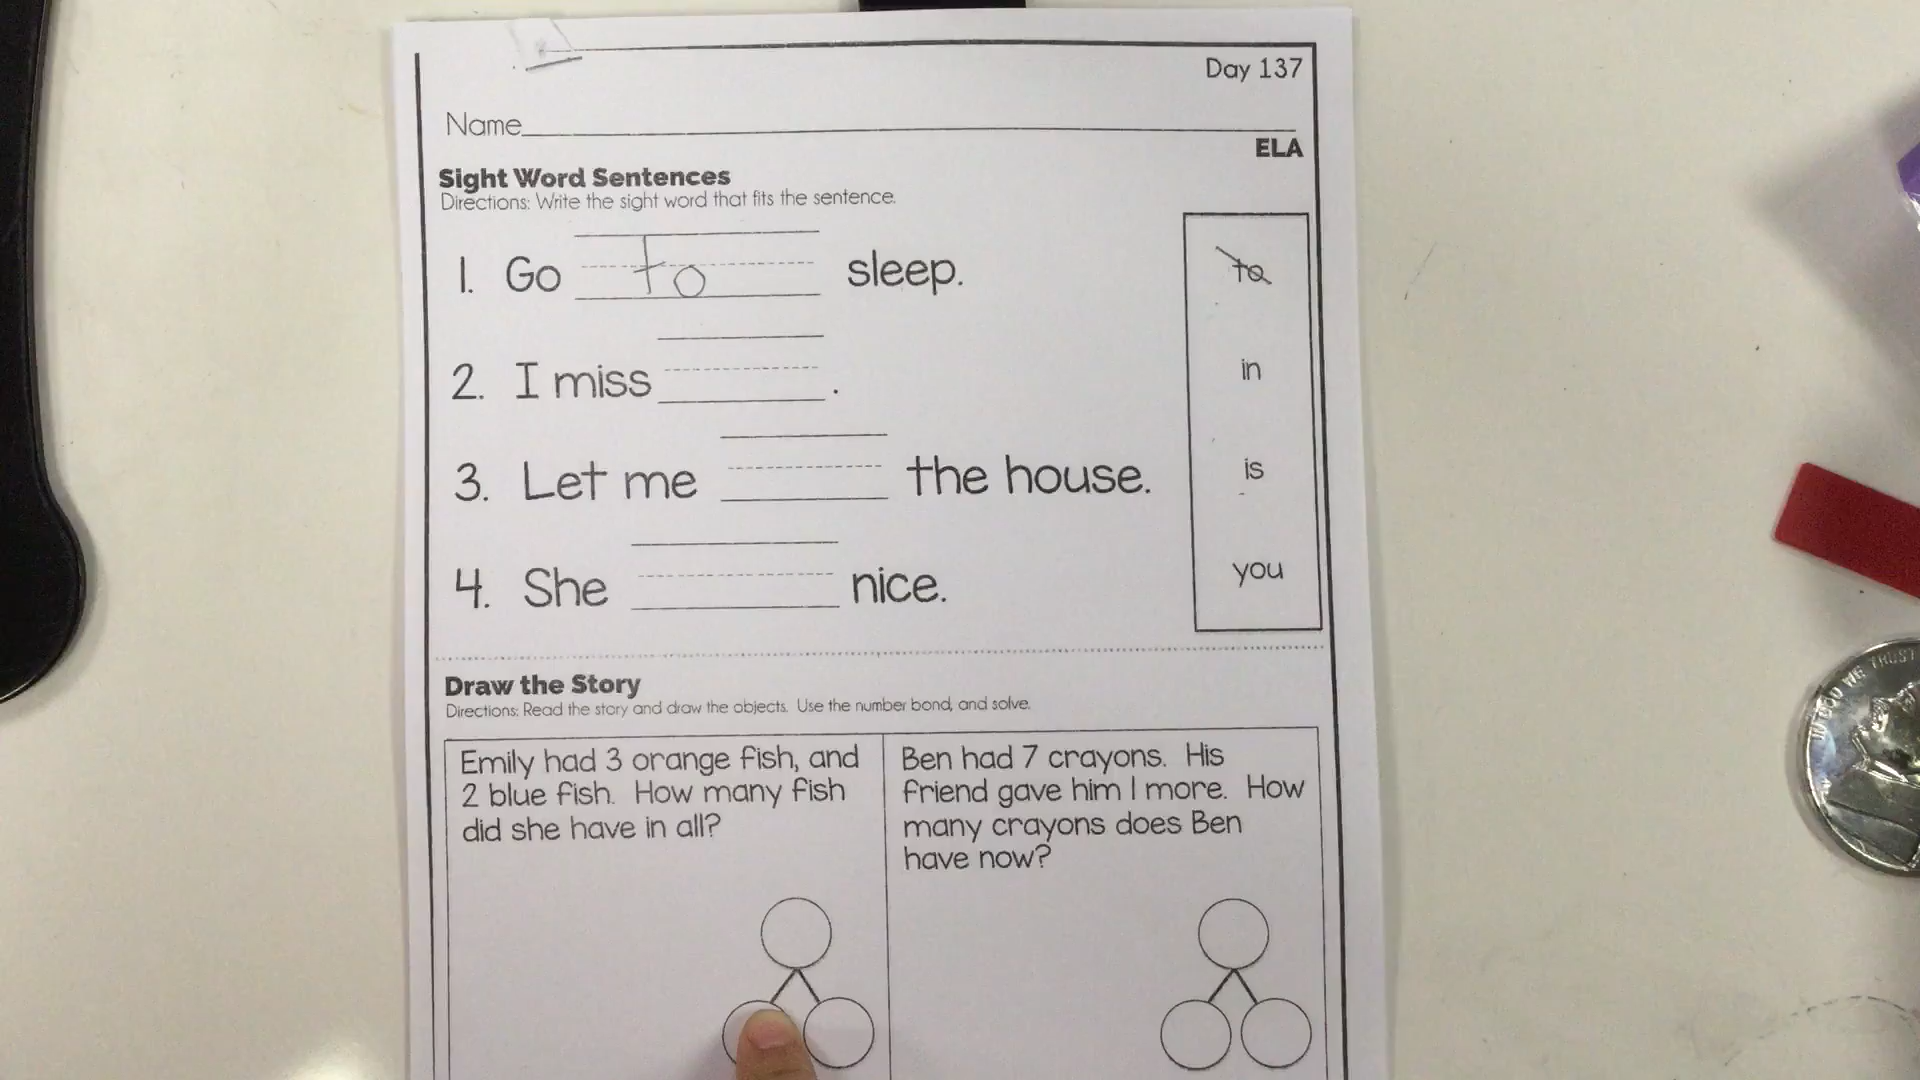 Day 137
Name
ELA
Sight Word Sentences
Directions: Write the sight word that fits the sentence.
1. Go to sleep.
2. I miss .
3. Let me the house.
4. She nice.
to
in
is
you
Draw the Story
Directions: Read the story and draw the objects. Use the number bond, and solve.
Emily had 3 orange fish, and
2 blue fish. How many fish
did she have in all?
Ben had 7 crayons. His
friend gave him 1 more. How
many crayons does Ben
have now?
IN GOD WE TRUST